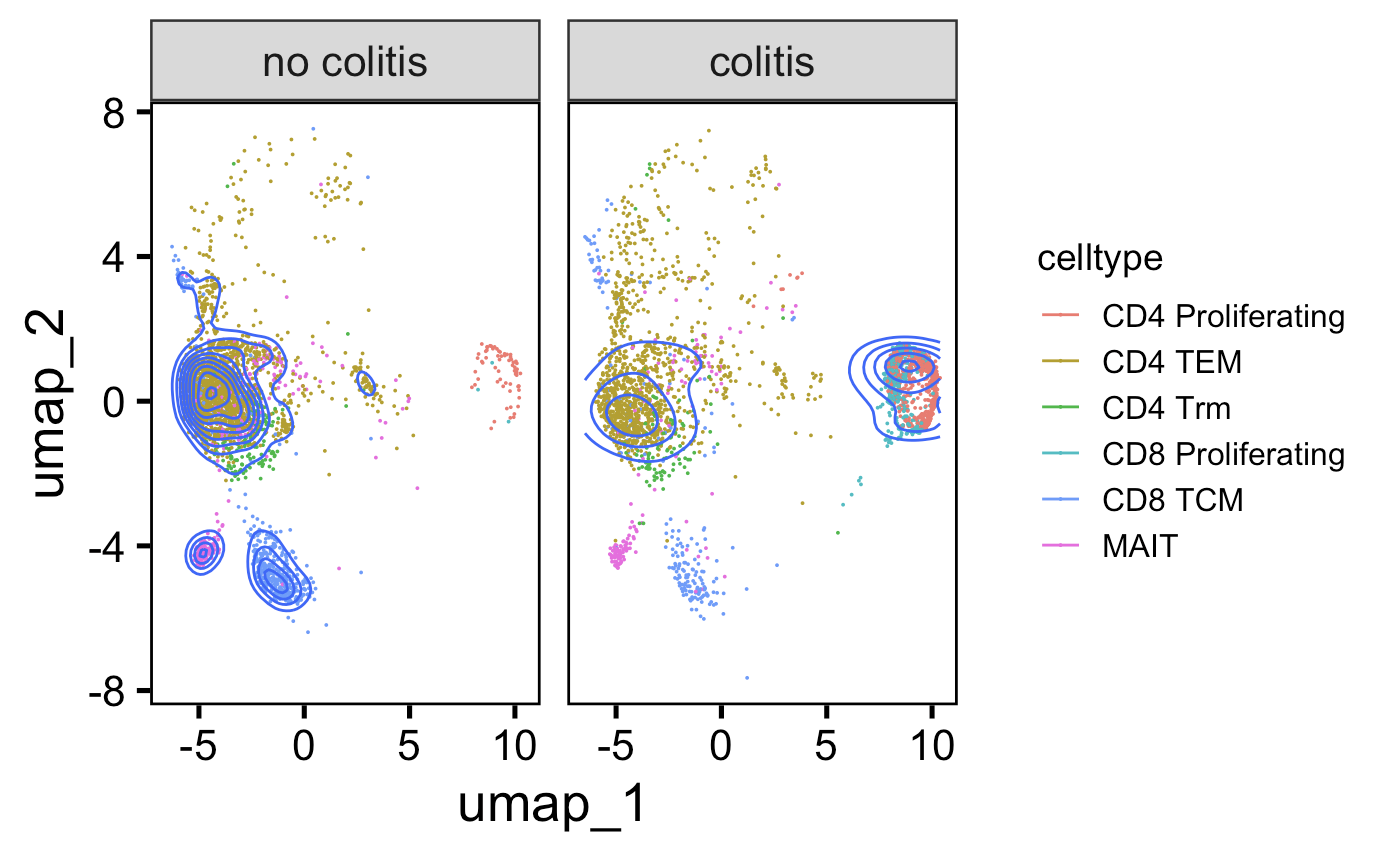 no colitis
colitis
8
4
0
-4
-8
umap_2
-5 0 5 10
-5 0 5 10
umap_1
celltype
CD4 Proliferating
CD4 TEM
CD4 Trm
CD8 Proliferating
CD8 TCM
MAIT